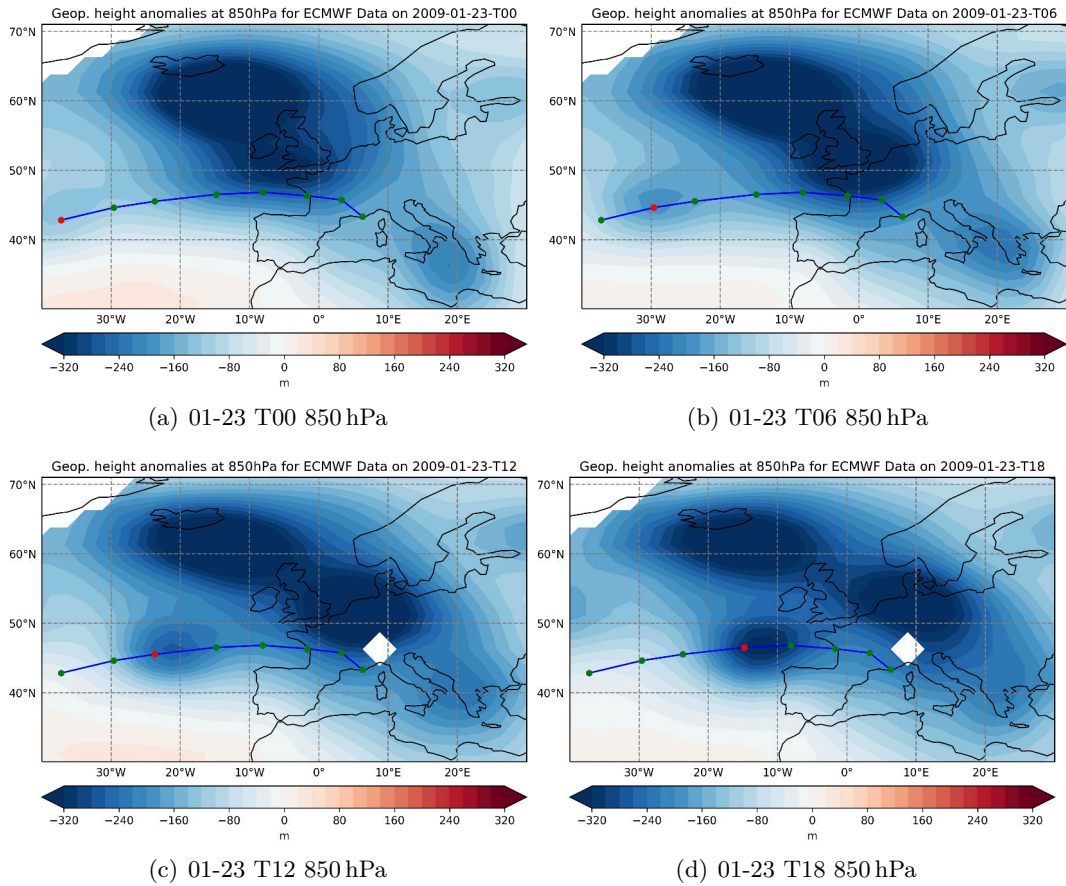 Geop. height anomalies at 850hPa for ECMWF Data on 2009-01-23-T00
70°N
60°N
50°N
40°N
30°W 20°W 10°W 0° 10°E 20°E
−320 −240 −160 −80 0 80 160 240 320
m
(a) 01-23 T00 850 hPa
Geop. height anomalies at 850hPa for ECMWF Data on 2009-01-23-T06
70°N
60°N
50°N
40°N
30°W 20°W 10°W 0° 10°E 20°E
−320 −240 −160 −80 0 80 160 240 320
m
(b) 01-23 T06 850 hPa
Geop. height anomalies at 850hPa for ECMWF Data on 2009-01-23-T12
70°N
60°N
50°N
40°N
30°W 20°W 10°W 0° 10°E 20°E
−320 −240 −160 −80 0 80 160 240 320
m
(c) 01-23 T12 850 hPa
Geop. height anomalies at 850hPa for ECMWF Data on 2009-01-23-T18
70°N
60°N
50°N
40°N
30°W 20°W 10°W 0° 10°E 20°E
−320 −240 −160 −80 0 80 160 240 320
m
(d) 01-23 T18 850 hPa